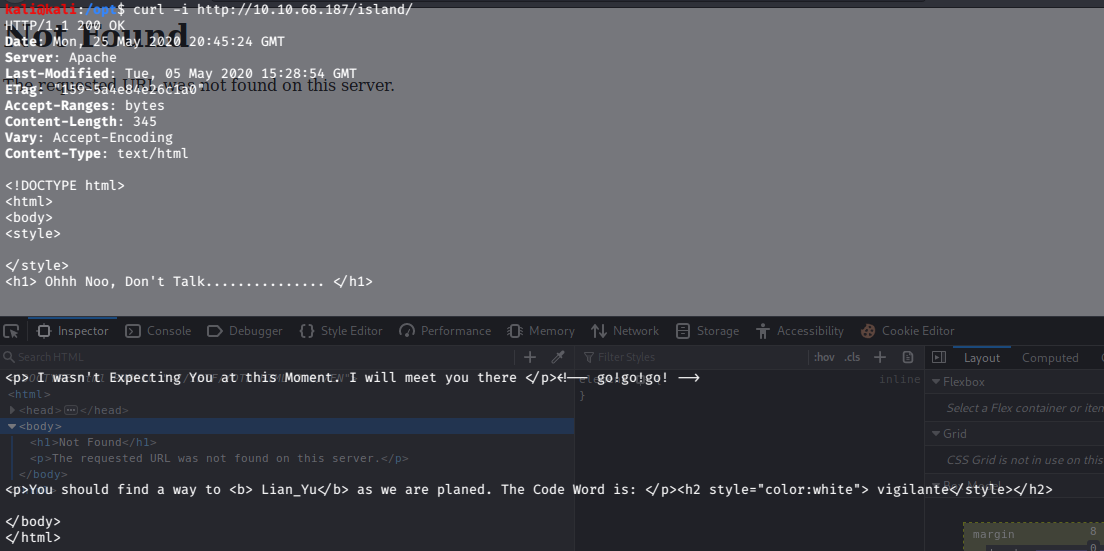 kali@kali:/opt$ curl -i http://10.10.68.187/island/
HTTP/1.1 200 OK
Not Found
Date: Mon, 25 May 2020 20:45:24 GMT
Server: Apache
Last-Modified: Tue, 05 May 2020 15:28:54 GMT
The requested URL was not found on this server.
ETag: "159-5a4e84e26c1a0"
Accept-Ranges: bytes
Content-Length: 345
Vary: Accept-Encoding
Content-Type: text/html
<!DOCTYPE html>
<html>
<body>
<style>
</style>
<h1> Ohhh Noo, Don't Talk............... </h1>
Inspector Console Debugger Style Editor Performance Memory Network Storage Accessibility Cookie Editor
Search HTML Filter Styles :hov .cls Layout Computed
<p> I wasn't Expecting You at this Moment. I will meet you there </p><!-- go!go!go! -->
inline
Flexbox
<html>
}
<head> </head>
Select a Flex container or iten
<body>
<h1>Not Found</h1>
Grid
<p>The requested URL was not found on this server.</p>
CSS Grid is not in use on this
</body>
<p>You should find a way to <b> Lian_Yu</b> as we are planed. The Code Word is: </p><h2 style="color:white"> vigilante</style></h2>
Box Model
</body>
margin 8
</html>
0